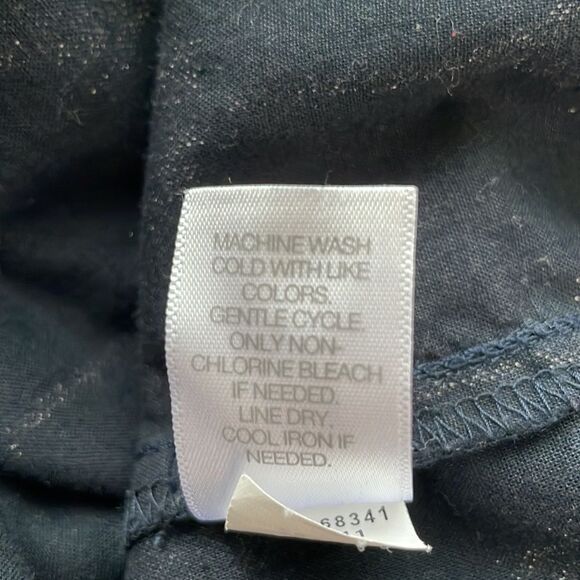 MACHINE WASH
COLD WITH LIKE
COLORS.
GENTLE CYCLE.
ONLY NON-
CHLORINE BLEACH
IF NEEDED.
LINE DRY.
COOL IRON IF
NEEDED.
68341